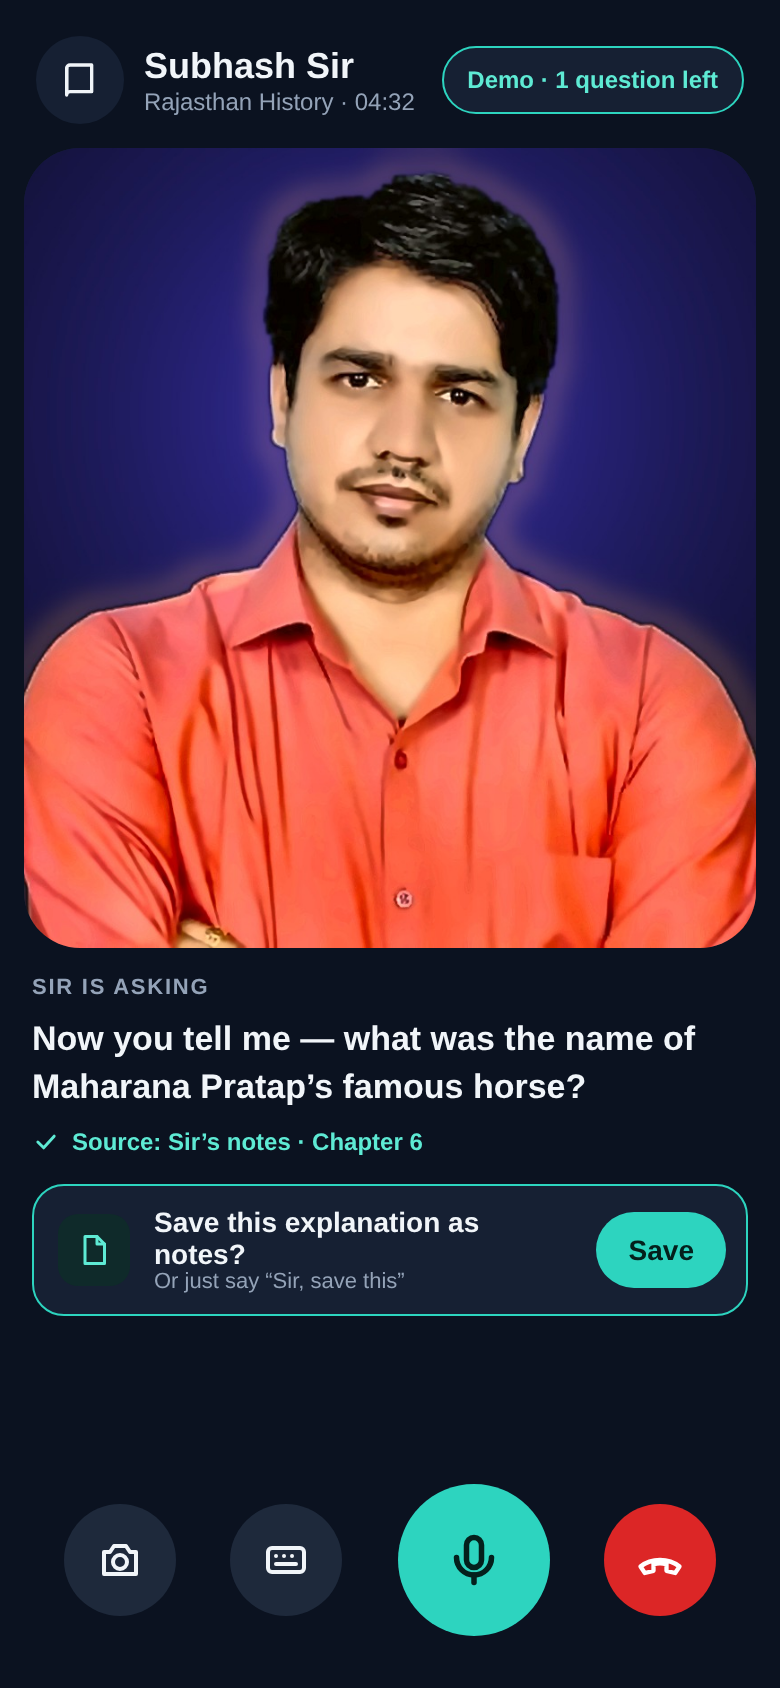 Subhash Sir
Rajasthan History · 04:32
Demo · 1 question left
SIR IS ASKING
Now you tell me — what was the name of
Maharana Pratap’s famous horse?
Source: Sir’s notes · Chapter 6
Save this explanation as
notes?
Or just say “Sir, save this”
Save